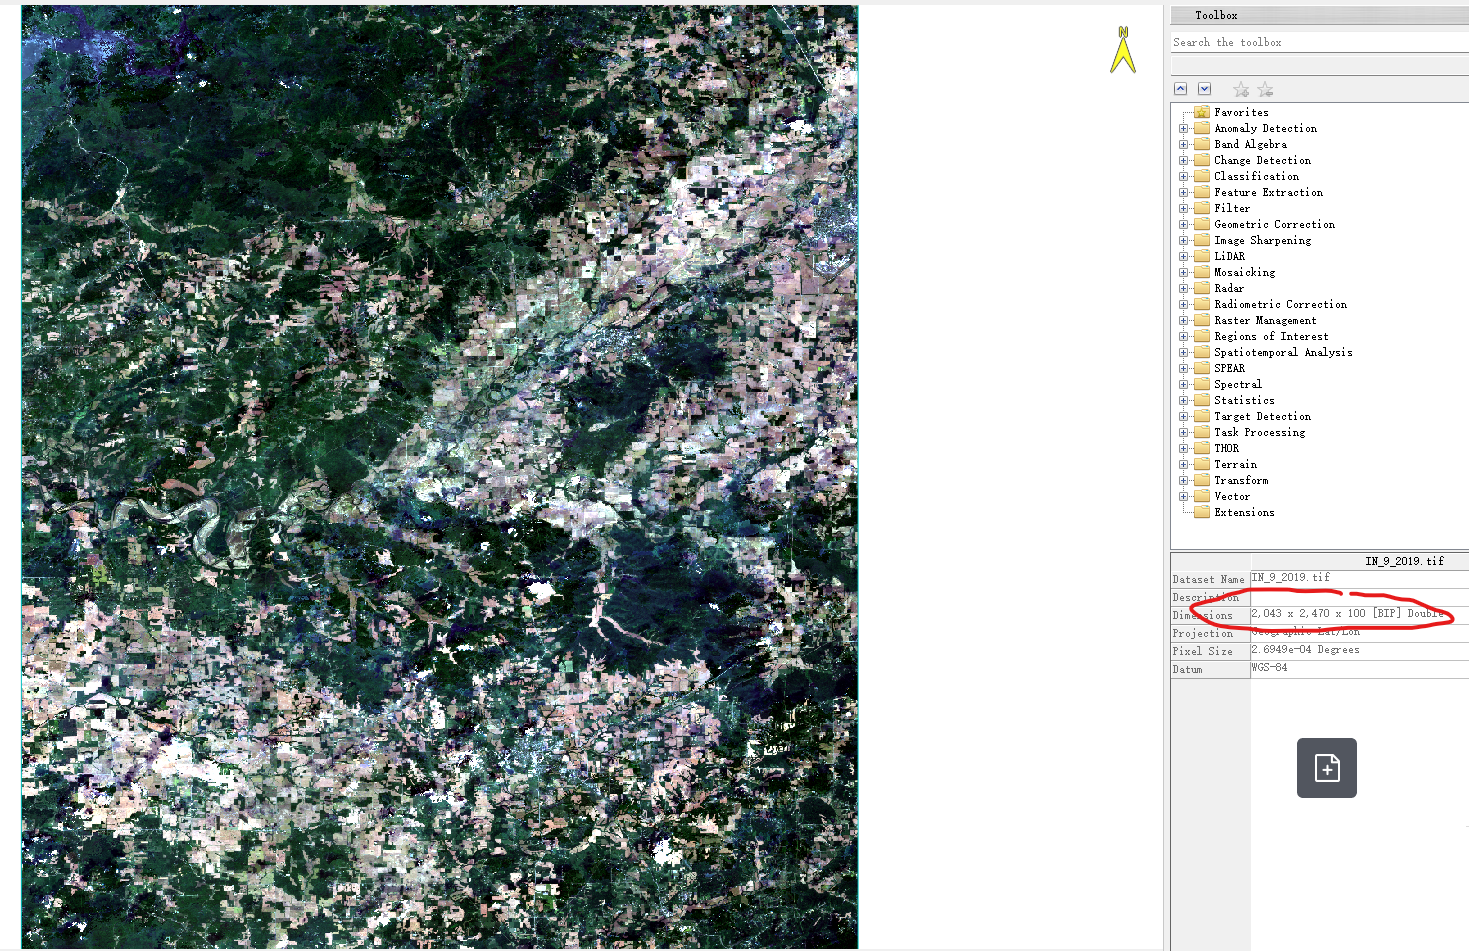 N
Toolbox
Search the toolbox
Favorites
Anomaly Detection
Band Algebra
Change Detection
Classification
Feature Extraction
Filter
Geometric Correction
Image Sharpening
LiDAR
Mosaicking
Radar
Radiometric Correction
Raster Management
Regions of Interest
Spatiotemporal Analysis
SPEAR
Spectral
Statistics
Target Detection
Task Processing
THOR
Terrain
Transform
Vector
Extensions
IN_9_2019.tif
Dataset Name IN_9_2019.tif
Description
Dimensions 2,043 x 2,470 x 100 [BIP] Double
Projection Geographic Lat/Lon
Pixel Size 2.6949e-04 Degrees
Datum WGS-84